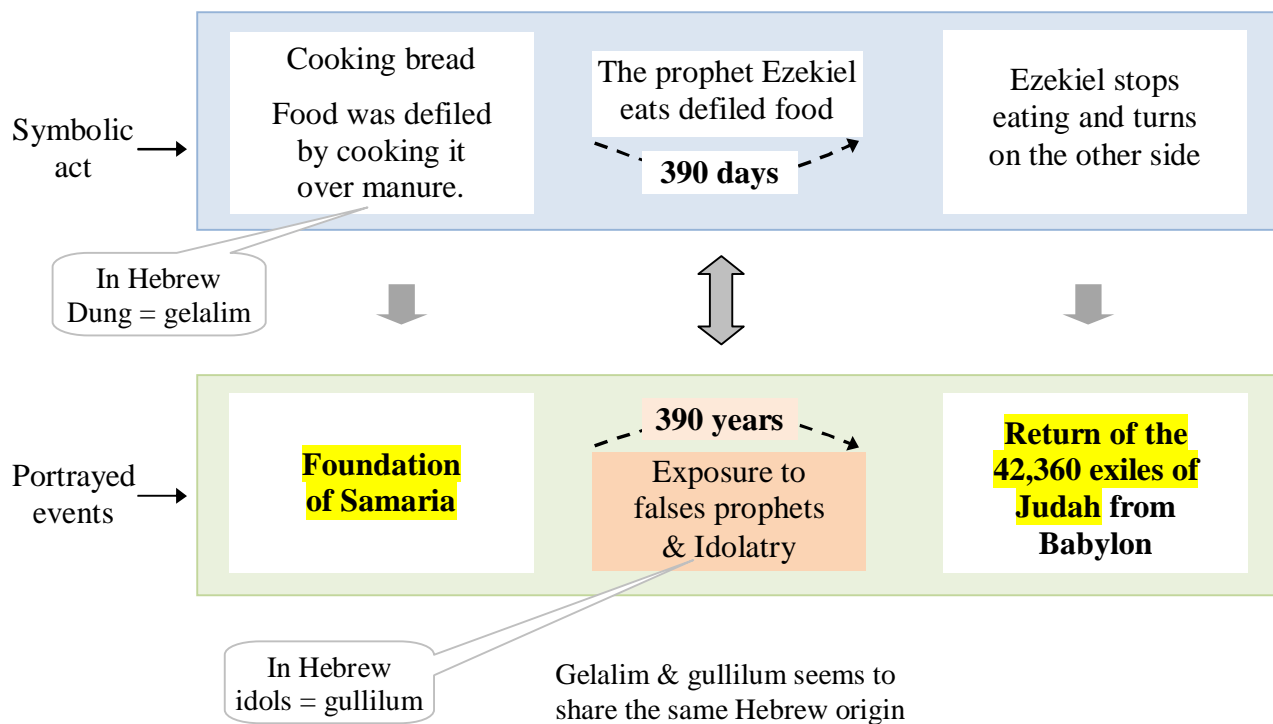 Symbolic
act
Cooking bread
Food was defiled
by cooking it
over manure.
The prophet Ezekiel
eats defiled food
390 days
Ezekiel stops
eating and turns
on the other side
In Hebrew
Dung = gelalim
Portrayed
events
Foundation
of Samaria
390 years
Exposure to
falses prophets
& Idolatry
Return of the
42,360 exiles of
Judah from
Babylon
In Hebrew
idols = gullilum
Gelalim & gullilum seems to
share the same Hebrew origin